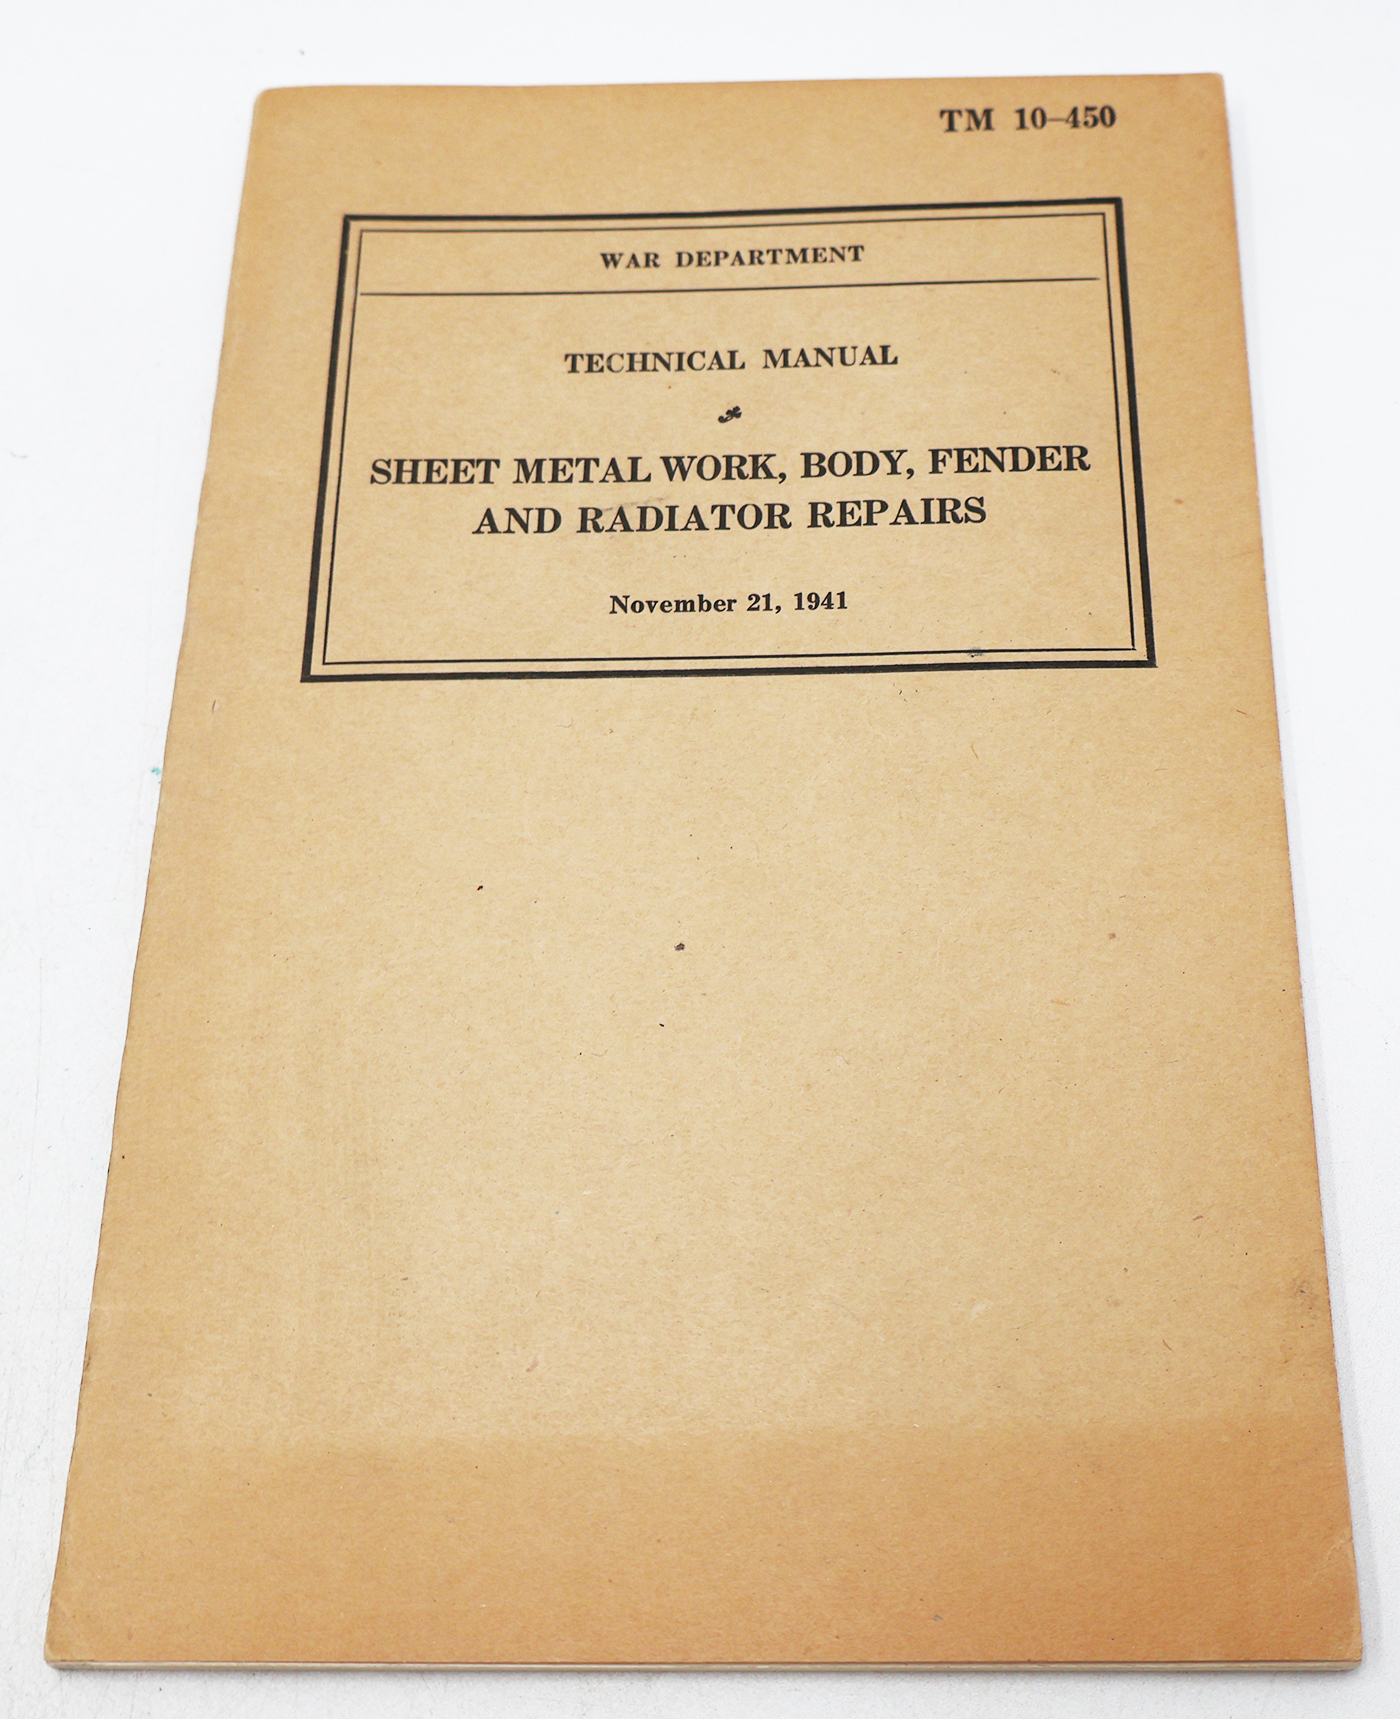 TM 10–450
WAR DEPARTMENT
TECHNICAL MANUAL
SHEET METAL WORK, BODY, FENDER
AND RADIATOR REPAIRS
November 21, 1941